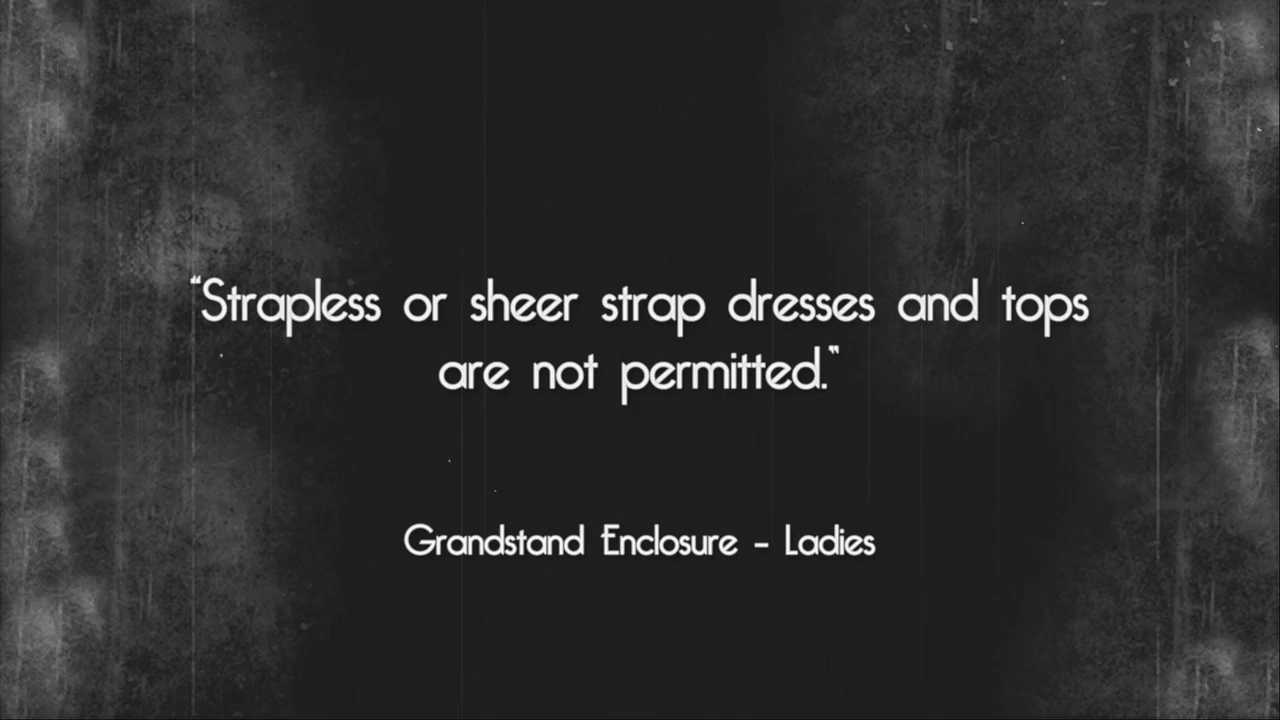 “Strapless or sheer strap dresses and tops
are not permitted.”
Grandstand Enclosure – Ladies